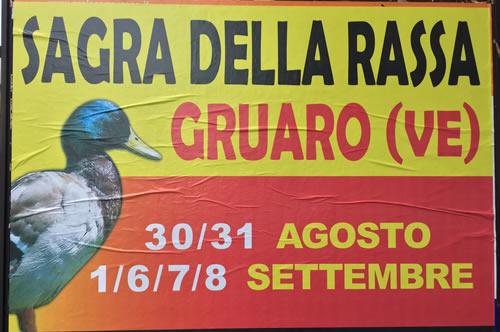 SAGRA DELLA RASSA
GRUARO (VE)
30/31 AGOSTO
1/6/7/8 SETTEMBRE